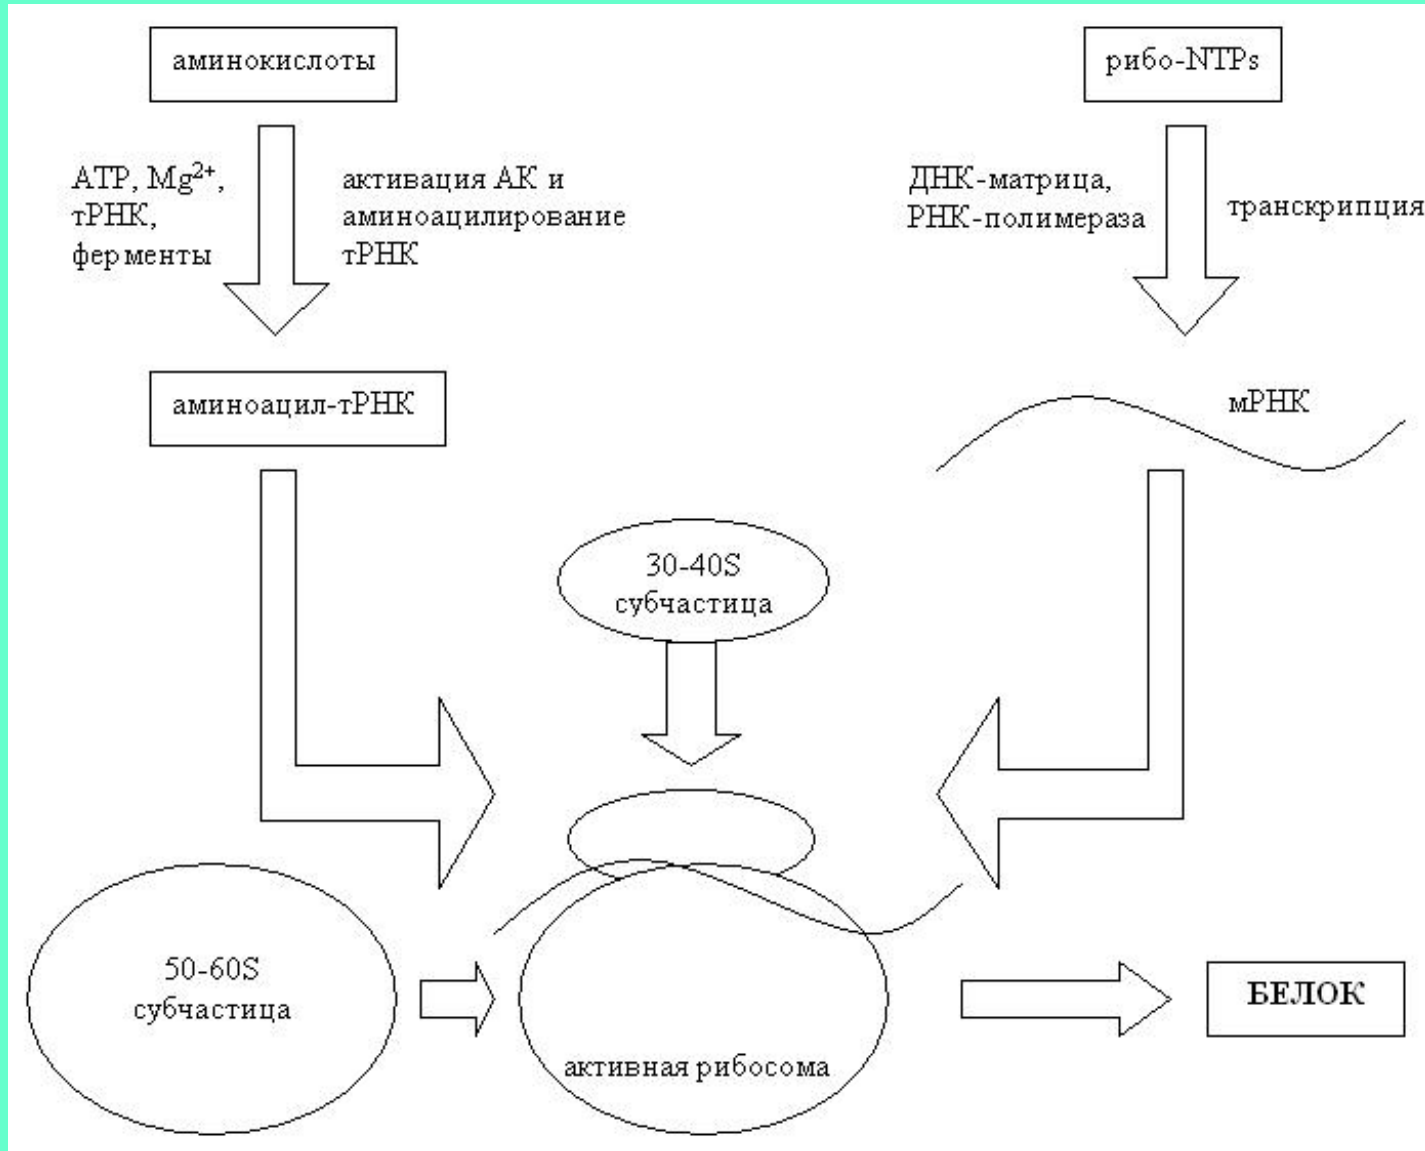 аминокислоты
рибо-NTPs
ATP, Mg²⁺,
тРНК,
ферменты
активация АК и
аминоацилирование
тРНК
ДНК-матрица,
РНК-полимераза
транскрипция
аминоацил-тРНК
мРНК
30-40S
субчастица
50-60S
субчастица
активная рибосома
БЕЛОК